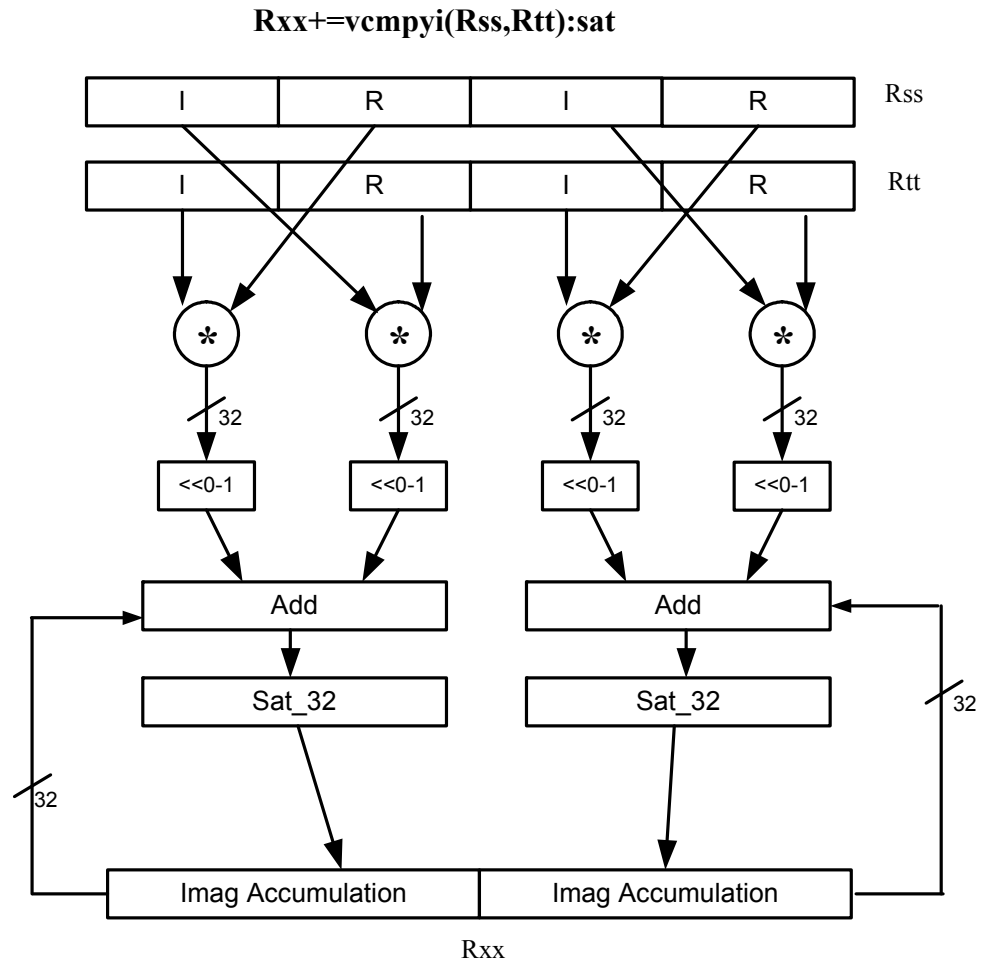 Rxx+=vcmpyi(Rss,Rtt):sat
I R I R Rss
I R I R Rtt
* * * *
32 32 32 32
<<0-1 <<0-1 <<0-1 <<0-1
Add Add
Sat_32 Sat_32
32
32
Imag Accumulation Imag Accumulation
Rxx